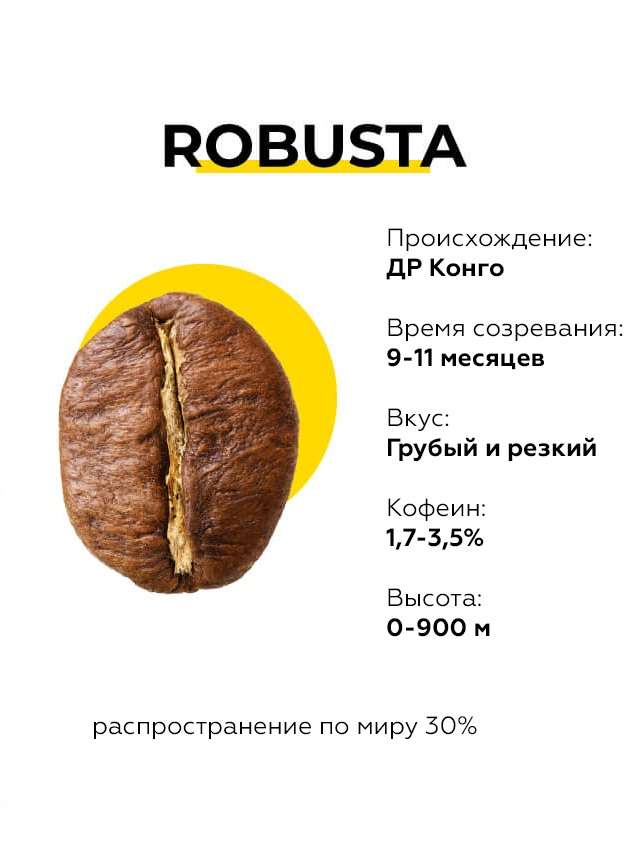 ROBUSTA
Происхождение:
ДР Конго
Время созревания:
9-11 месяцев
Вкус:
Грубый и резкий
Кофеин:
1,7-3,5%
Высота:
0-900 м
распространение по миру 30%